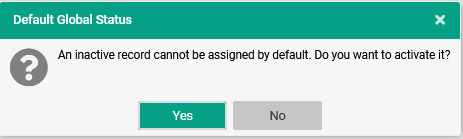 Default Global Status
An inactive record cannot be assigned by default. Do you want to activate it?
Yes No